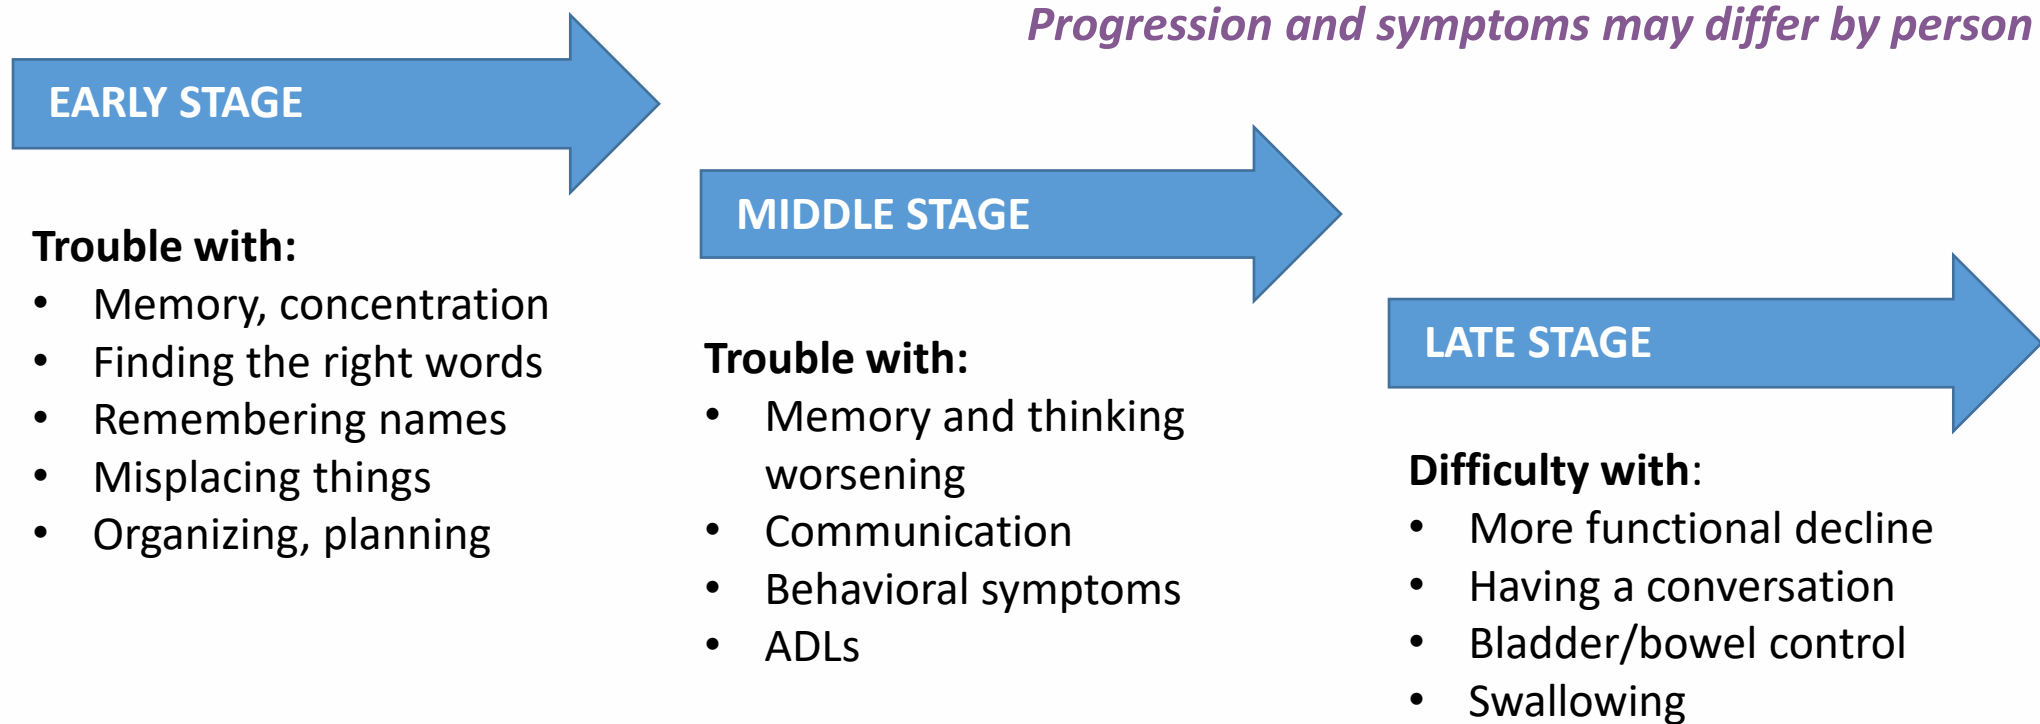 Progression and symptoms may differ by person
EARLY STAGE
Trouble with:
• Memory, concentration
• Finding the right words
• Remembering names
• Misplacing things
• Organizing, planning
MIDDLE STAGE
Trouble with:
• Memory and thinking
worsening
• Communication
• Behavioral symptoms
• ADLs
LATE STAGE
Difficulty with:
• More functional decline
• Having a conversation
• Bladder/bowel control
• Swallowing